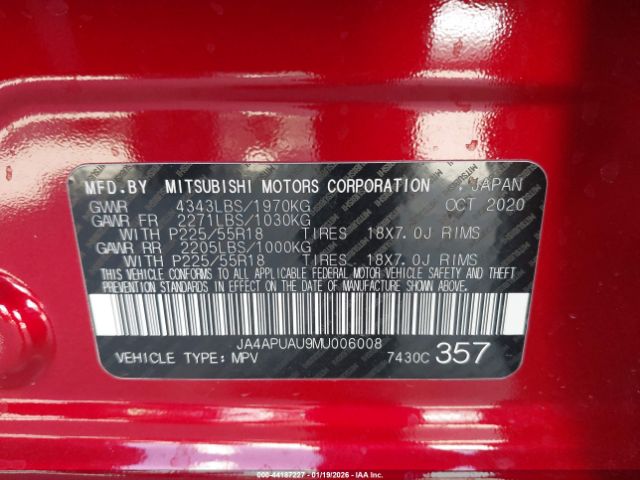 MFD.BY MITSUBISHI MOTORS CORPORATION . JAPAN
GVWR 4343LBS/1970KG OCT 2020
GAWR FR 2271LBS/1030KG
WITH P225/55R18 TIRES 18X7.0J RIMS
GAWR RR 2205LBS/1000KG
WITH P225/55R18 TIRES 18X7.0J RIMS
THIS VEHICLE CONFORMS TO ALL APPLICABLE FEDERAL MOTOR VEHICLE SAFETY AND THEFT
PREVENTION STANDARDS IN EFFECT ON THE DATE OF MANUFACTURE SHOWN ABOVE.
JA4APUAU9MU006008
VEHICLE TYPE: MPV 7430C 357
000-44187227 - 01/19/2026 - IAAI.COM